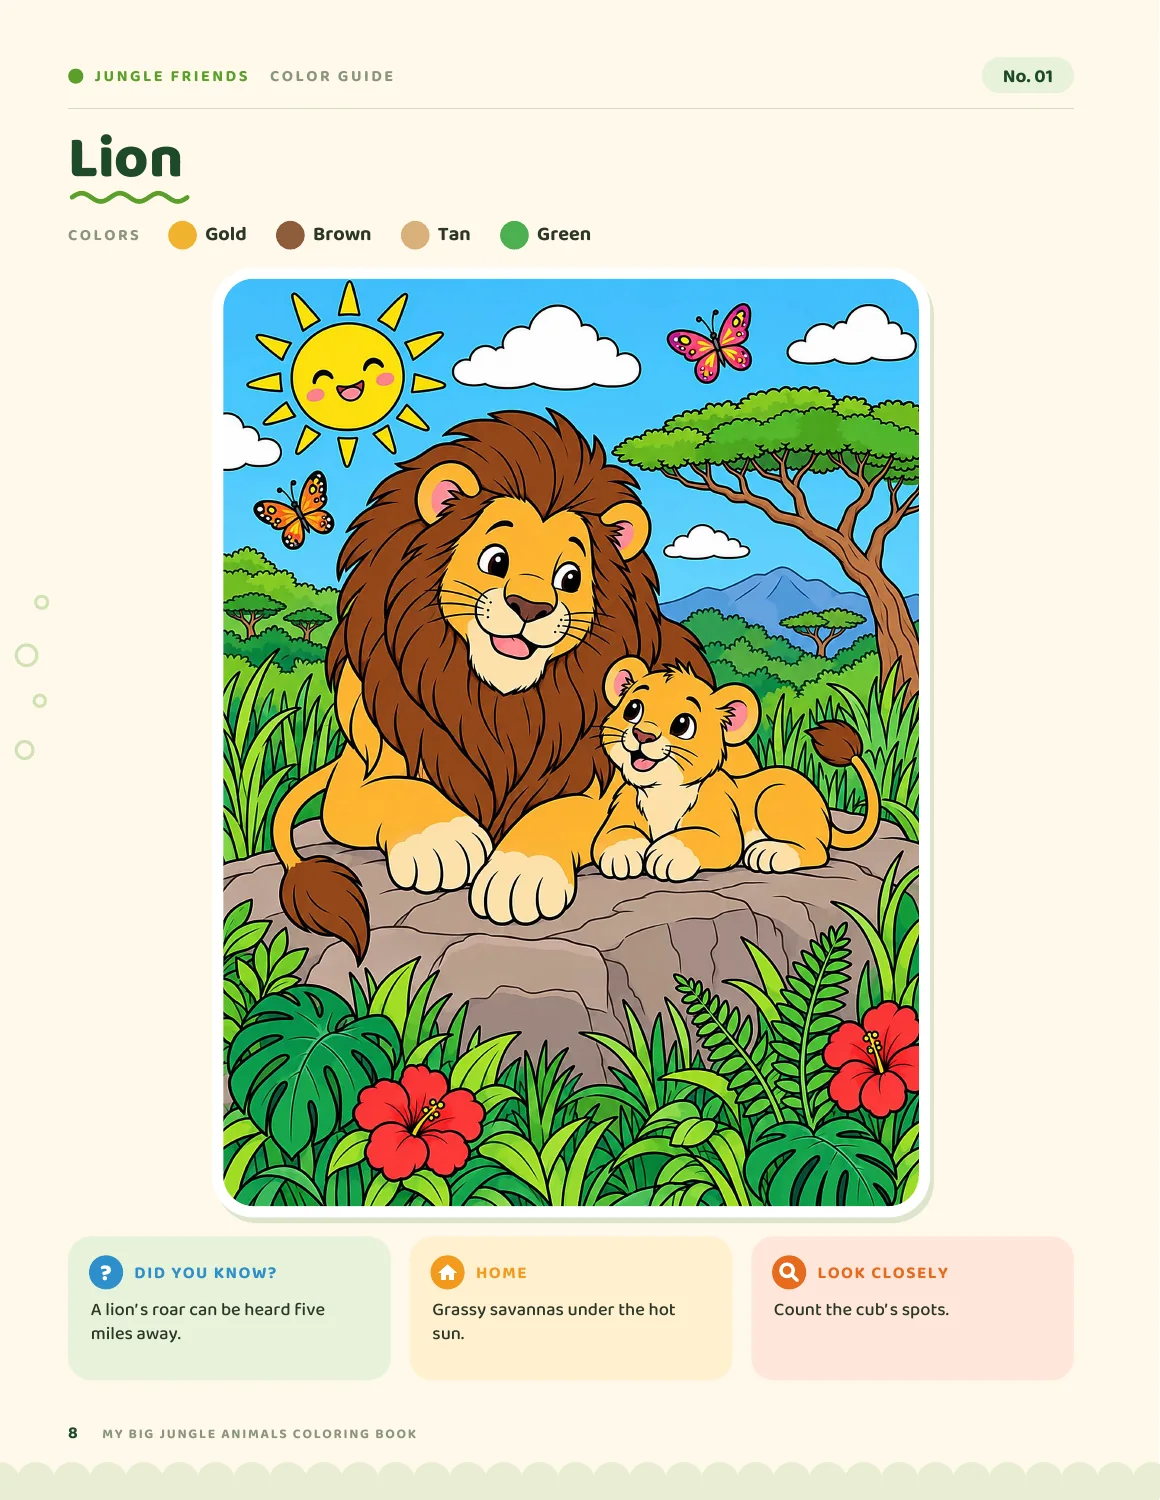 JUNGLE FRIENDS COLOR GUIDE
No. 01
Lion
COLORS Gold Brown Tan Green
? DID YOU KNOW?
A lion's roar can be heard five
miles away.
HOME
Grassy savannas under the hot
sun.
LOOK CLOSELY
Count the cub's spots.
8 MY BIG JUNGLE ANIMALS COLORING BOOK